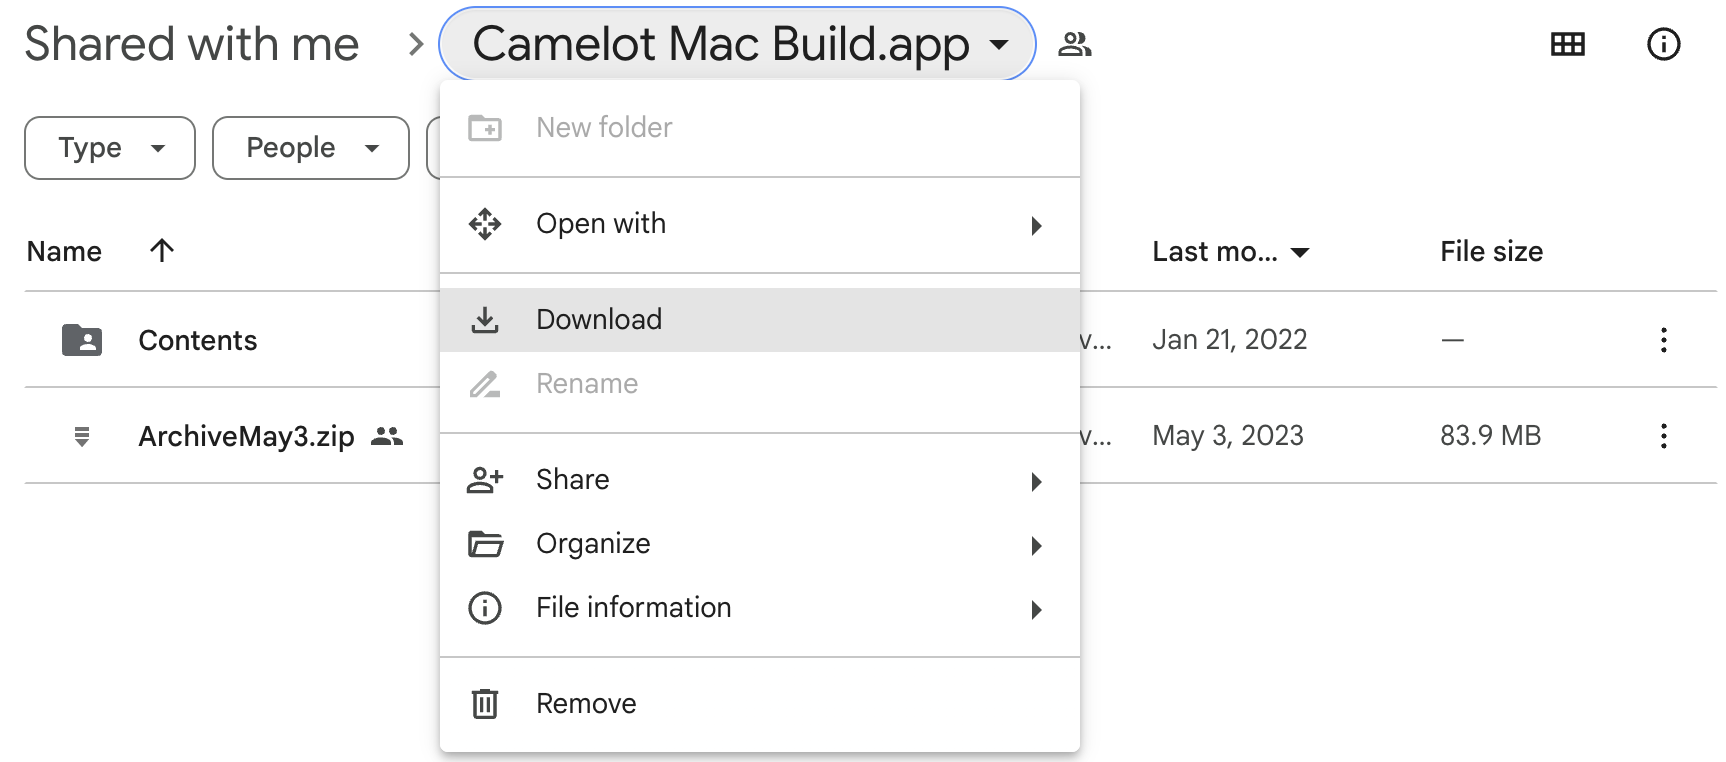 Shared with me
Camelot Mac Build.app
Type
People
New folder
Open with
Download
Rename
Share
Organize
File information
Remove
Name
Last mo...
File size
Contents
v...
Jan 21, 2022
—
ArchiveMay3.zip
v...
May 3, 2023
83.9 MB